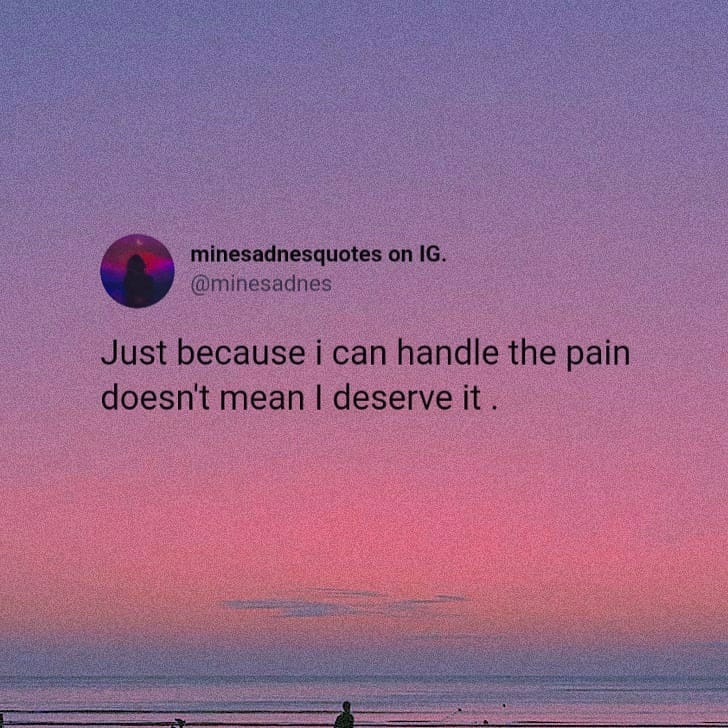 minesadnesquotes on IG.
@minesadnes
Just because i can handle the pain
doesn't mean I deserve it .